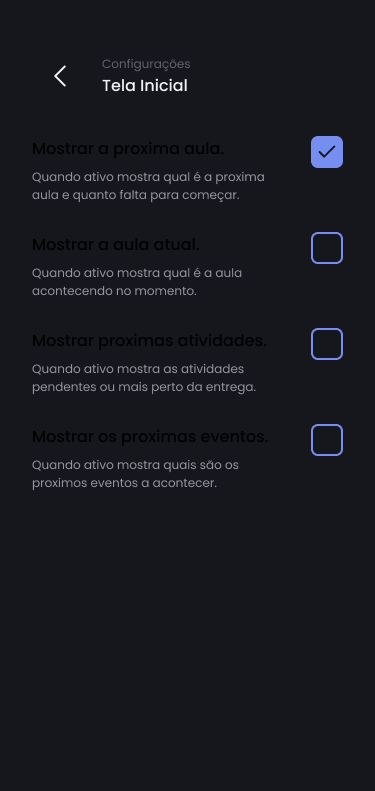 Configurações
Tela Inicial
Mostrar a proxima aula.
Quando ativo mostra qual é a proxima
aula e quanto falta para começar.
Mostrar a aula atual.
Quando ativo mostra qual é a aula
acontecendo no momento.
Mostrar proximas atividades.
Quando ativo mostra as atividades
pendentes ou mais perto da entrega.
Mostrar os proximas eventos.
Quando ativo mostra quais são os
proximos eventos a acontecer.